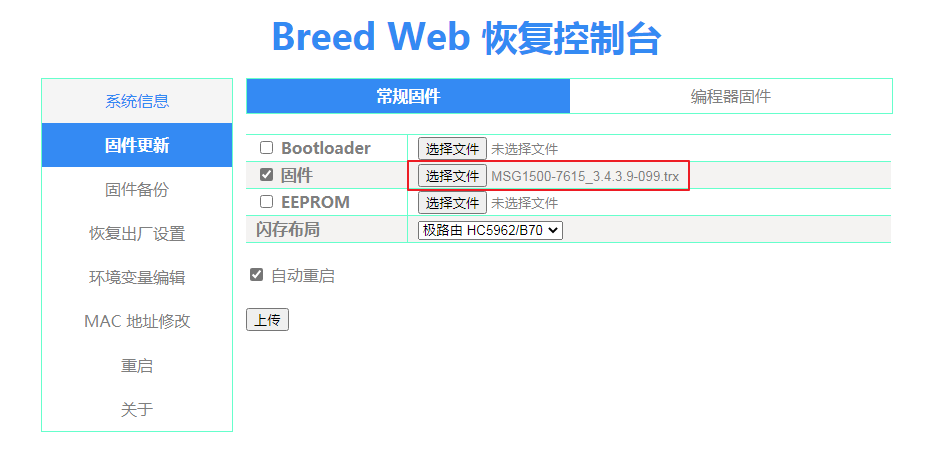 Breed Web 恢复控制台
系统信息
固件更新
固件备份
恢复出厂设置
环境变量编辑
MAC 地址修改
重启
关于
常规固件 编程器固件
Bootloader 选择文件 未选择文件
固件 选择文件 MSG1500-7615_3.4.3.9-099.trx
EEPROM 选择文件 未选择文件
闪存布局 极路由 HC5962/B70
自动重启
上传